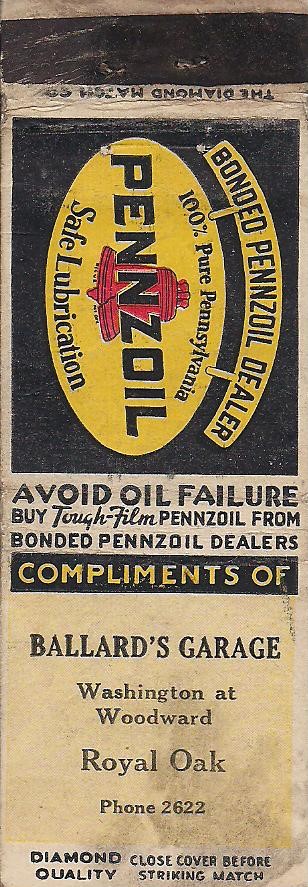 THE DIAMOND MATCH CO.
BONDED PENNZOIL DEALER
100% Pure Pennsylvania
PENNZOIL
Safe Lubrication
AVOID OIL FAILURE
BUY Tough-Film PENNZOIL FROM
BONDED PENNZOIL DEALERS
COMPLIMENTS OF
BALLARD'S GARAGE
Washington at
Woodward
Royal Oak
Phone 2622
DIAMOND CLOSE COVER BEFORE
QUALITY STRIKING MATCH